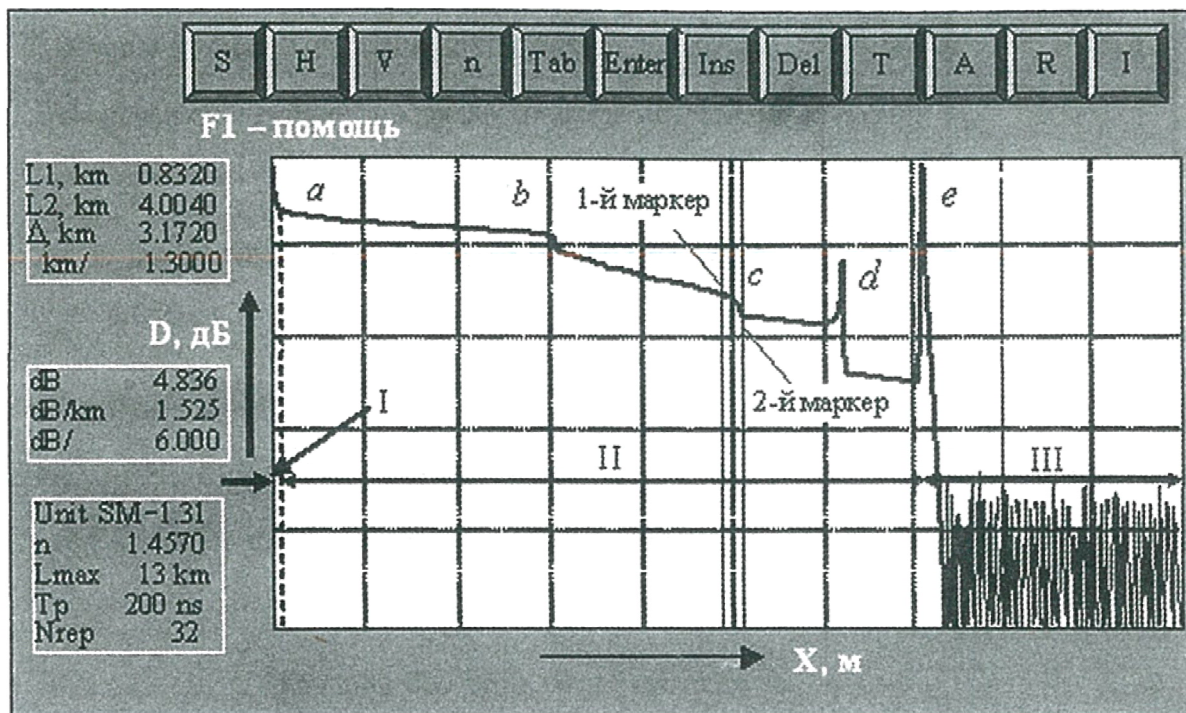 S H V n Tab Enter Ins Del T A R I
F1 – помощь
L1, km 0.8320
L2, km 4.0040
Δ, km 3.1720
km/ 1.3000
a
b
1-й маркер
c
d
e
D, дБ
dB 4.836
dB/km 1.525
dB/ 6.000
I
2-й маркер
II
III
Unit SM-1.31
n 1.4570
Lmax 13 km
Tp 200 ns
Nrep 32
X, м